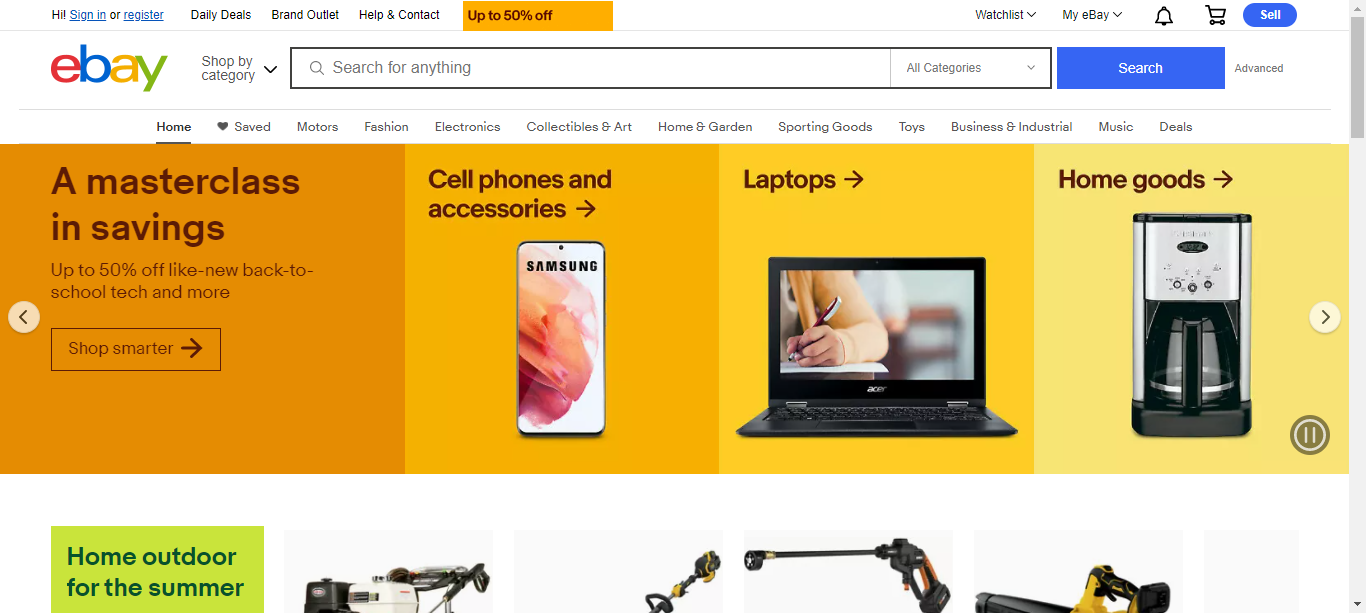 Hi! Sign in or register
Daily Deals
Brand Outlet
Help & Contact
Up to 50% off
Watchlist
My eBay
Sell
ebay
Shop by
category
Search for anything
All Categories
Search
Advanced
Home
Saved
Motors
Fashion
Electronics
Collectibles & Art
Home & Garden
Sporting Goods
Toys
Business & Industrial
Music
Deals
A masterclass
in savings
Up to 50% off like-new back-to-
school tech and more
Shop smarter
Cell phones and
accessories
SAMSUNG
Laptops
acer
Home goods
Home outdoor
for the summer